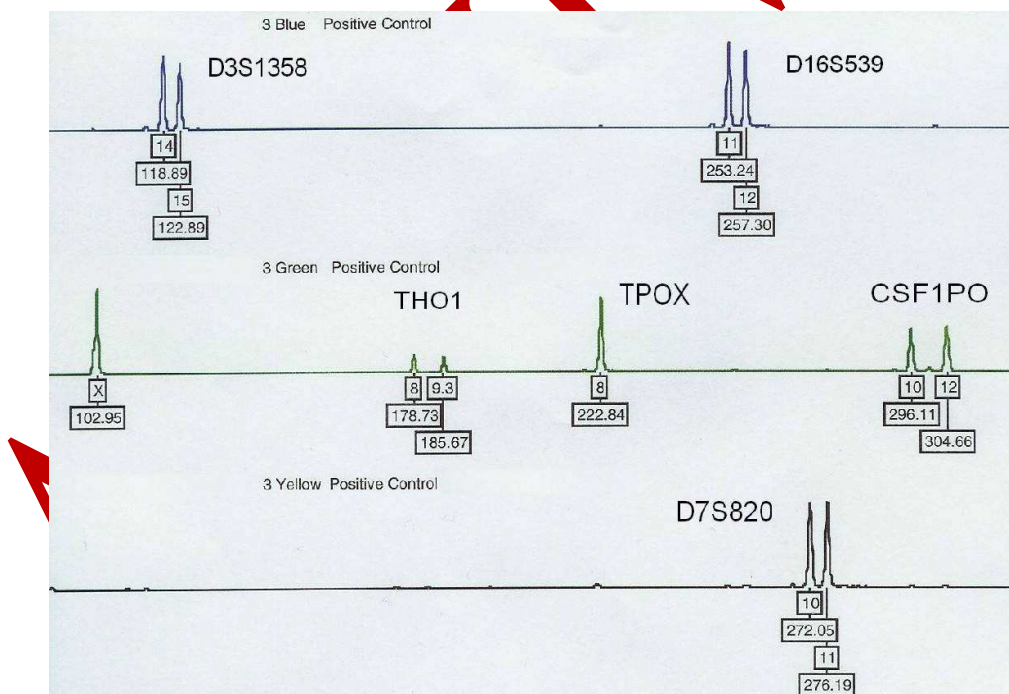 3 Blue Positive Control
D3S1358 D16S539
14 11
118.89 253.24
15 12
122.89 257.30
3 Green Positive Control
THO1 TPOX CSF1PO
X 8 9.3 8 10 12
102.95 178.73 222.84 296.11
185.67 304.66
3 Yellow Positive Control
D7S820
10
272.05
11
276.19